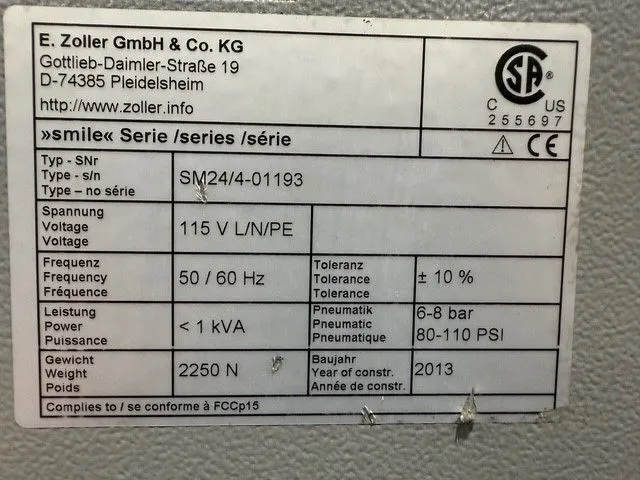 E. Zoller GmbH & Co. KG
Gottlieb-Daimler-Straße 19
D-74385 Pleidelsheim
http://www.zoller.info
SA ®
C US
255697
»smile« Serie /series /série
CE
Typ - SNr
Type - s/n
Type – no série
SM24/4-01193
Spannung
Voltage
Voltage
115 V L/N/PE
Frequenz
Frequency
Fréquence
50 / 60 Hz
Toleranz
Tolerance
Tolerance
± 10 %
Leistung
Power
Puissance
< 1 kVA
Pneumatik
Pneumatic
Pneumatique
6-8 bar
80-110 PSI
Gewicht
Weight
Poids
2250 N
Baujahr
Year of constr.
Année de constr.
2013
Complies to / se conforme à FCCp15